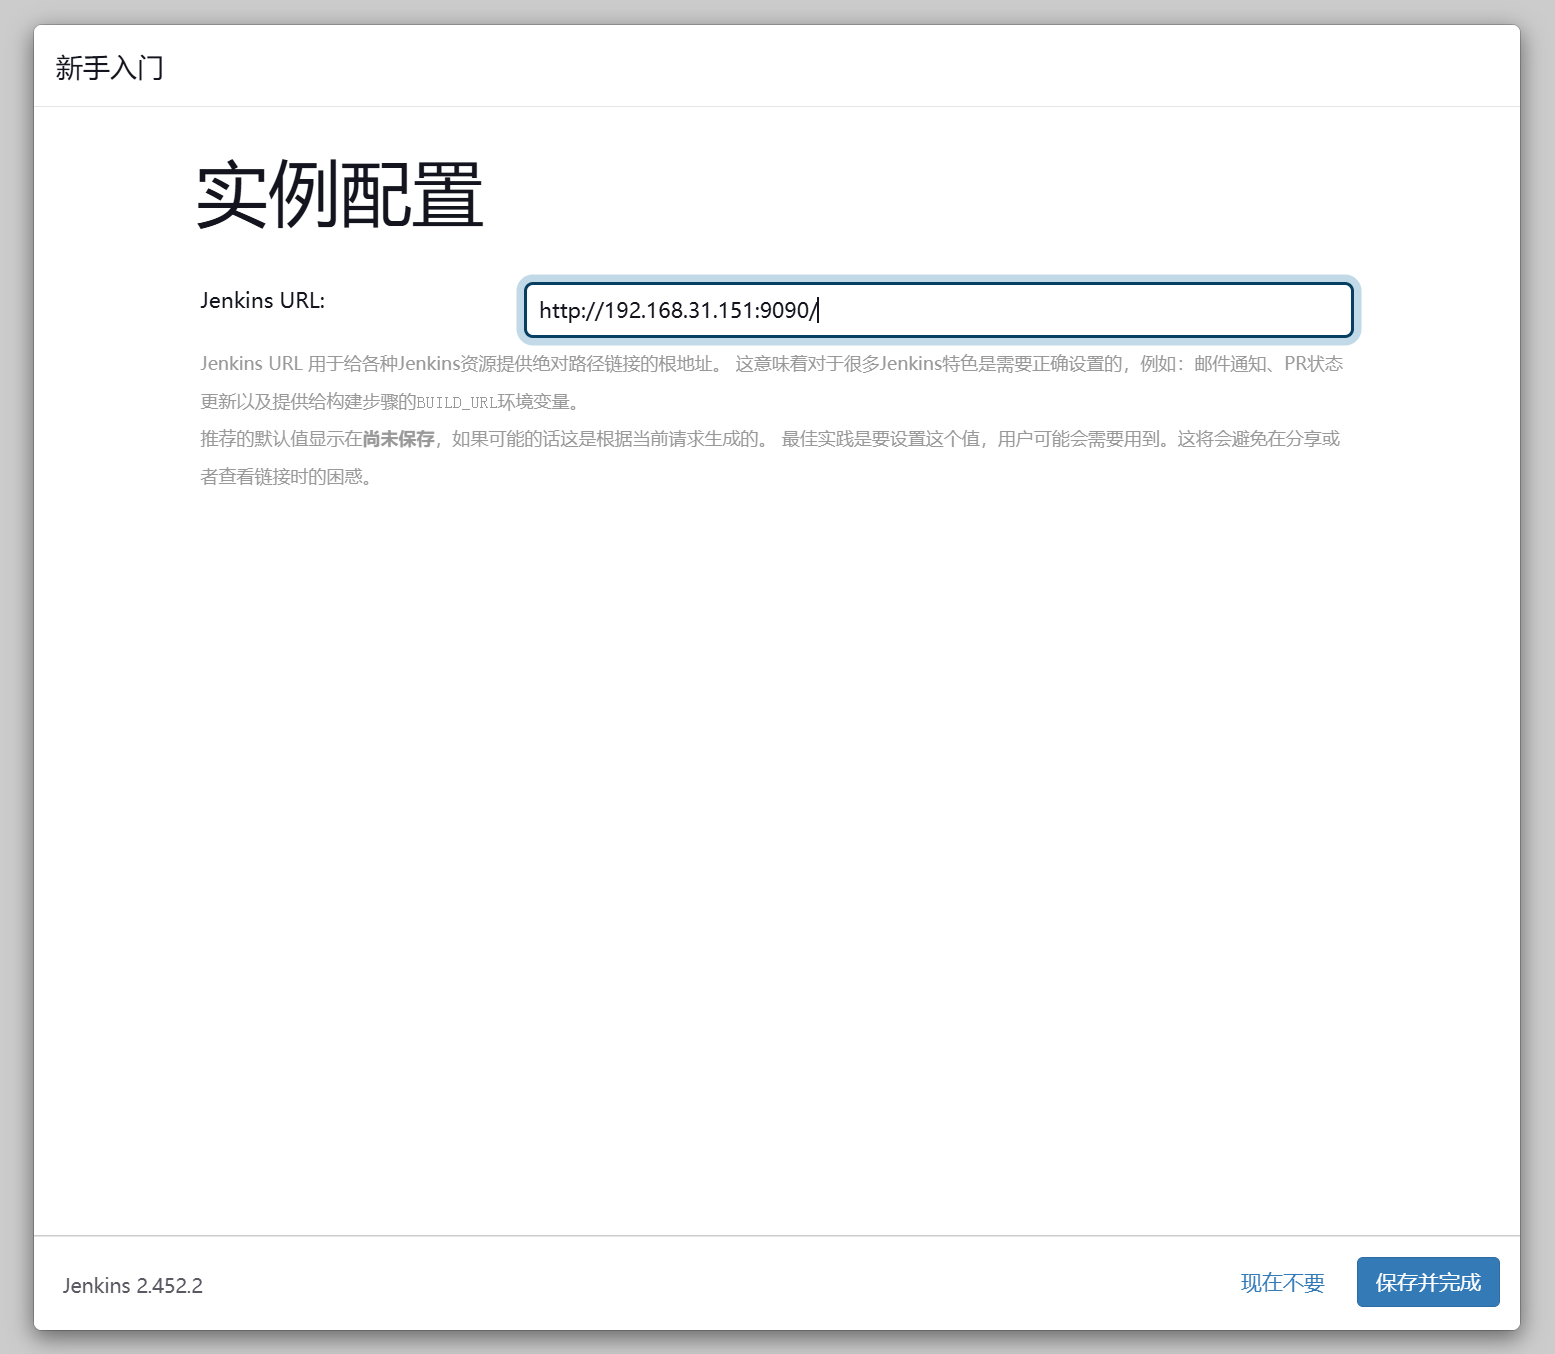 新手入门
实例配置
Jenkins URL:
http://192.168.31.151:9090/
Jenkins URL 用于给各种Jenkins资源提供绝对路径链接的根地址。 这意味着对于很多Jenkins特色是需要正确设置的，例如：邮件通知、PR状态
更新以及提供给构建步骤的BUILD_URL环境变量。
推荐的默认值显示在尚未保存，如果可能的话这是根据当前请求生成的。 最佳实践是要设置这个值，用户可能会需要用到。这将会避免在分享或
者查看链接时的困惑。
Jenkins 2.452.2
现在不要
保存并完成